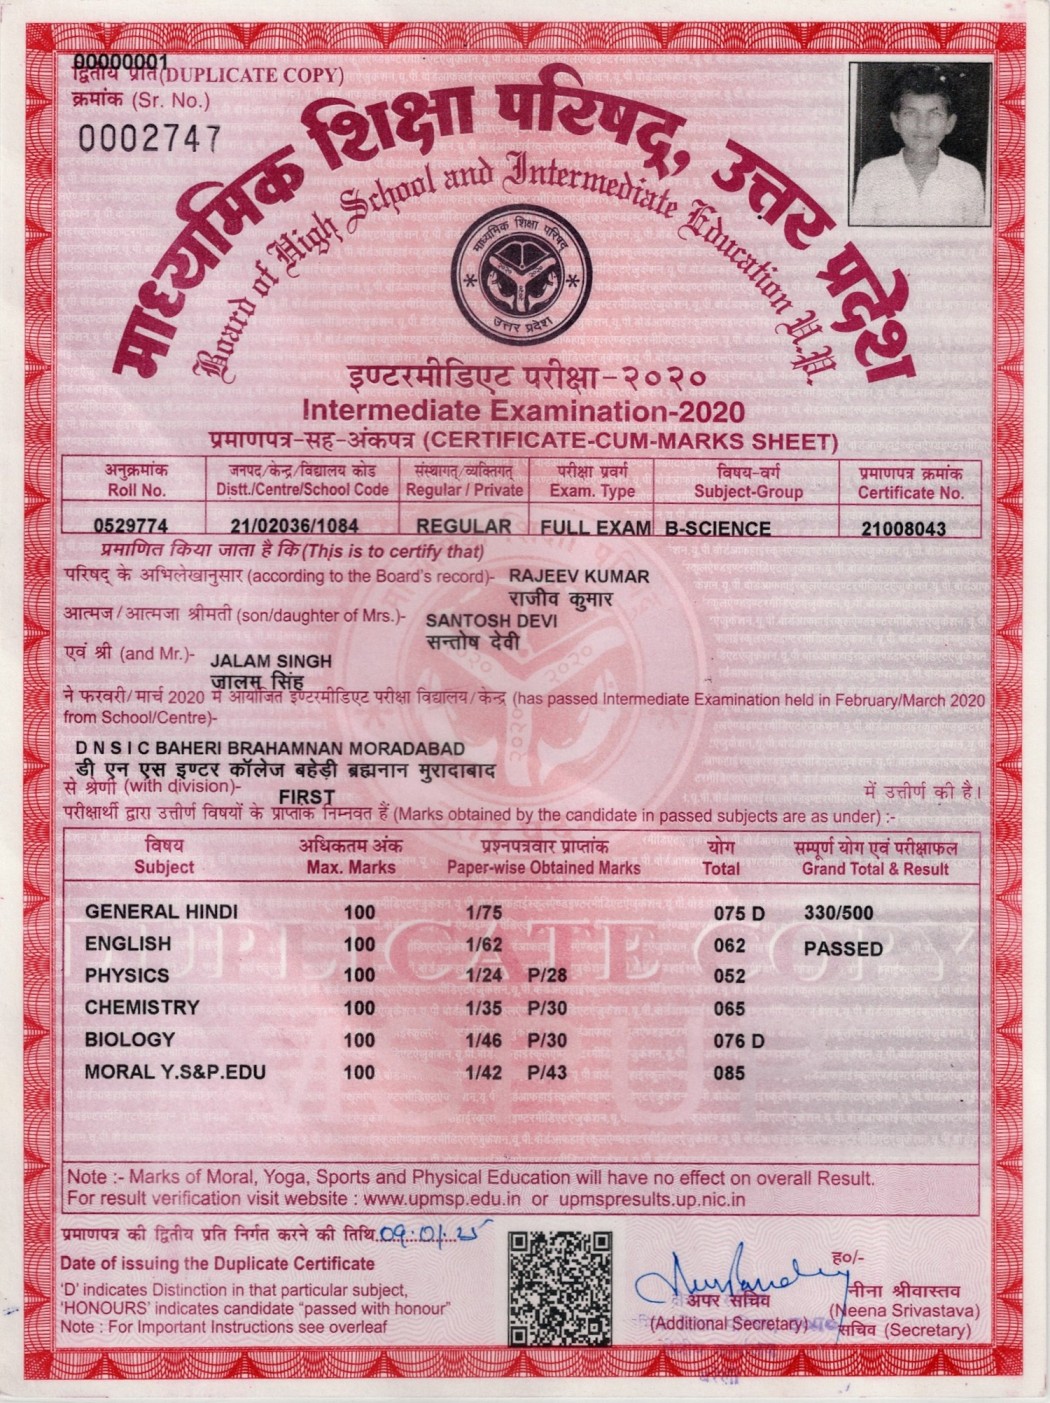 00000001
द्वितीय प्रति(DUPLICATE COPY)
क्रमांक (Sr. No.)
0002747
माध्यमिक शिक्षा परिषद्, उत्तर प्रदेश
Board of High School and Intermediate Education U.P.
माध्यमिक शिक्षा परिषद
उत्तर प्रदेश
इण्टरमीडिएट परीक्षा-२०२०
Intermediate Examination-2020
प्रमाणपत्र-सह-अंकपत्र (CERTIFICATE-CUM-MARKS SHEET)
अनुक्रमांक जनपद/केन्द्र/विद्यालय कोड संस्थागत/व्यक्तिगत परीक्षा प्रवर्ग विषय-वर्ग प्रमाणपत्र क्रमांक
Roll No. Distt./Centre/School Code Regular / Private Exam. Type Subject-Group Certificate No.
0529774 21/02036/1084 REGULAR FULL EXAM B-SCIENCE 21008043
प्रमाणित किया जाता है कि (This is to certify that)
परिषद् के अभिलेखानुसार (according to the Board's record)- RAJEEV KUMAR
राजीव कुमार
आत्मज/आत्मजा श्रीमती (son/daughter of Mrs.)- SANTOSH DEVI
सन्तोष देवी
एवं श्री (and Mr.)- JALAM SINGH
जालम सिंह
ने फरवरी/मार्च 2020 में आयोजित इण्टरमीडिएट परीक्षा विद्यालय/केन्द्र (has passed Intermediate Examination held in February/March 2020
from School/Centre)-
D N S I C BAHERI BRAHAMNAN MORADABAD
डी एन एस इण्टर कॉलेज बहेड़ी ब्रह्मनान मुरादाबाद
से श्रेणी (with division)- FIRST में उत्तीर्ण की है।
परीक्षार्थी द्वारा उत्तीर्ण विषयों के प्राप्तांक निम्नवत हैं (Marks obtained by the candidate in passed subjects are as under) :-
विषय अधिकतम अंक प्रश्नपत्रवार प्राप्तांक योग सम्पूर्ण योग एवं परीक्षाफल
Subject Max. Marks Paper-wise Obtained Marks Total Grand Total & Result
GENERAL HINDI 100 1/75 075 D 330/500
ENGLISH 100 1/62 062 PASSED
PHYSICS 100 1/24 P/28 052
CHEMISTRY 100 1/35 P/30 065
BIOLOGY 100 1/46 P/30 076 D
MORAL Y.S&P.EDU 100 1/42 P/43 085
DUPLICATE COPY
Note :- Marks of Moral, Yoga, Sports and Physical Education will have no effect on overall Result.
For result verification visit website : www.upmsp.edu.in or upmspresults.up.nic.in
प्रमाणपत्र की द्वितीय प्रति निर्गत करने की तिथि 09.01.25
Date of issuing the Duplicate Certificate
'D' indicates Distinction in that particular subject,
'HONOURS' indicates candidate "passed with honour"
Note : For Important Instructions see overleaf
अपर सचिव
(Additional Secretary)
ह०/-
नीना श्रीवास्तव
(Neena Srivastava)
सचिव (Secretary)